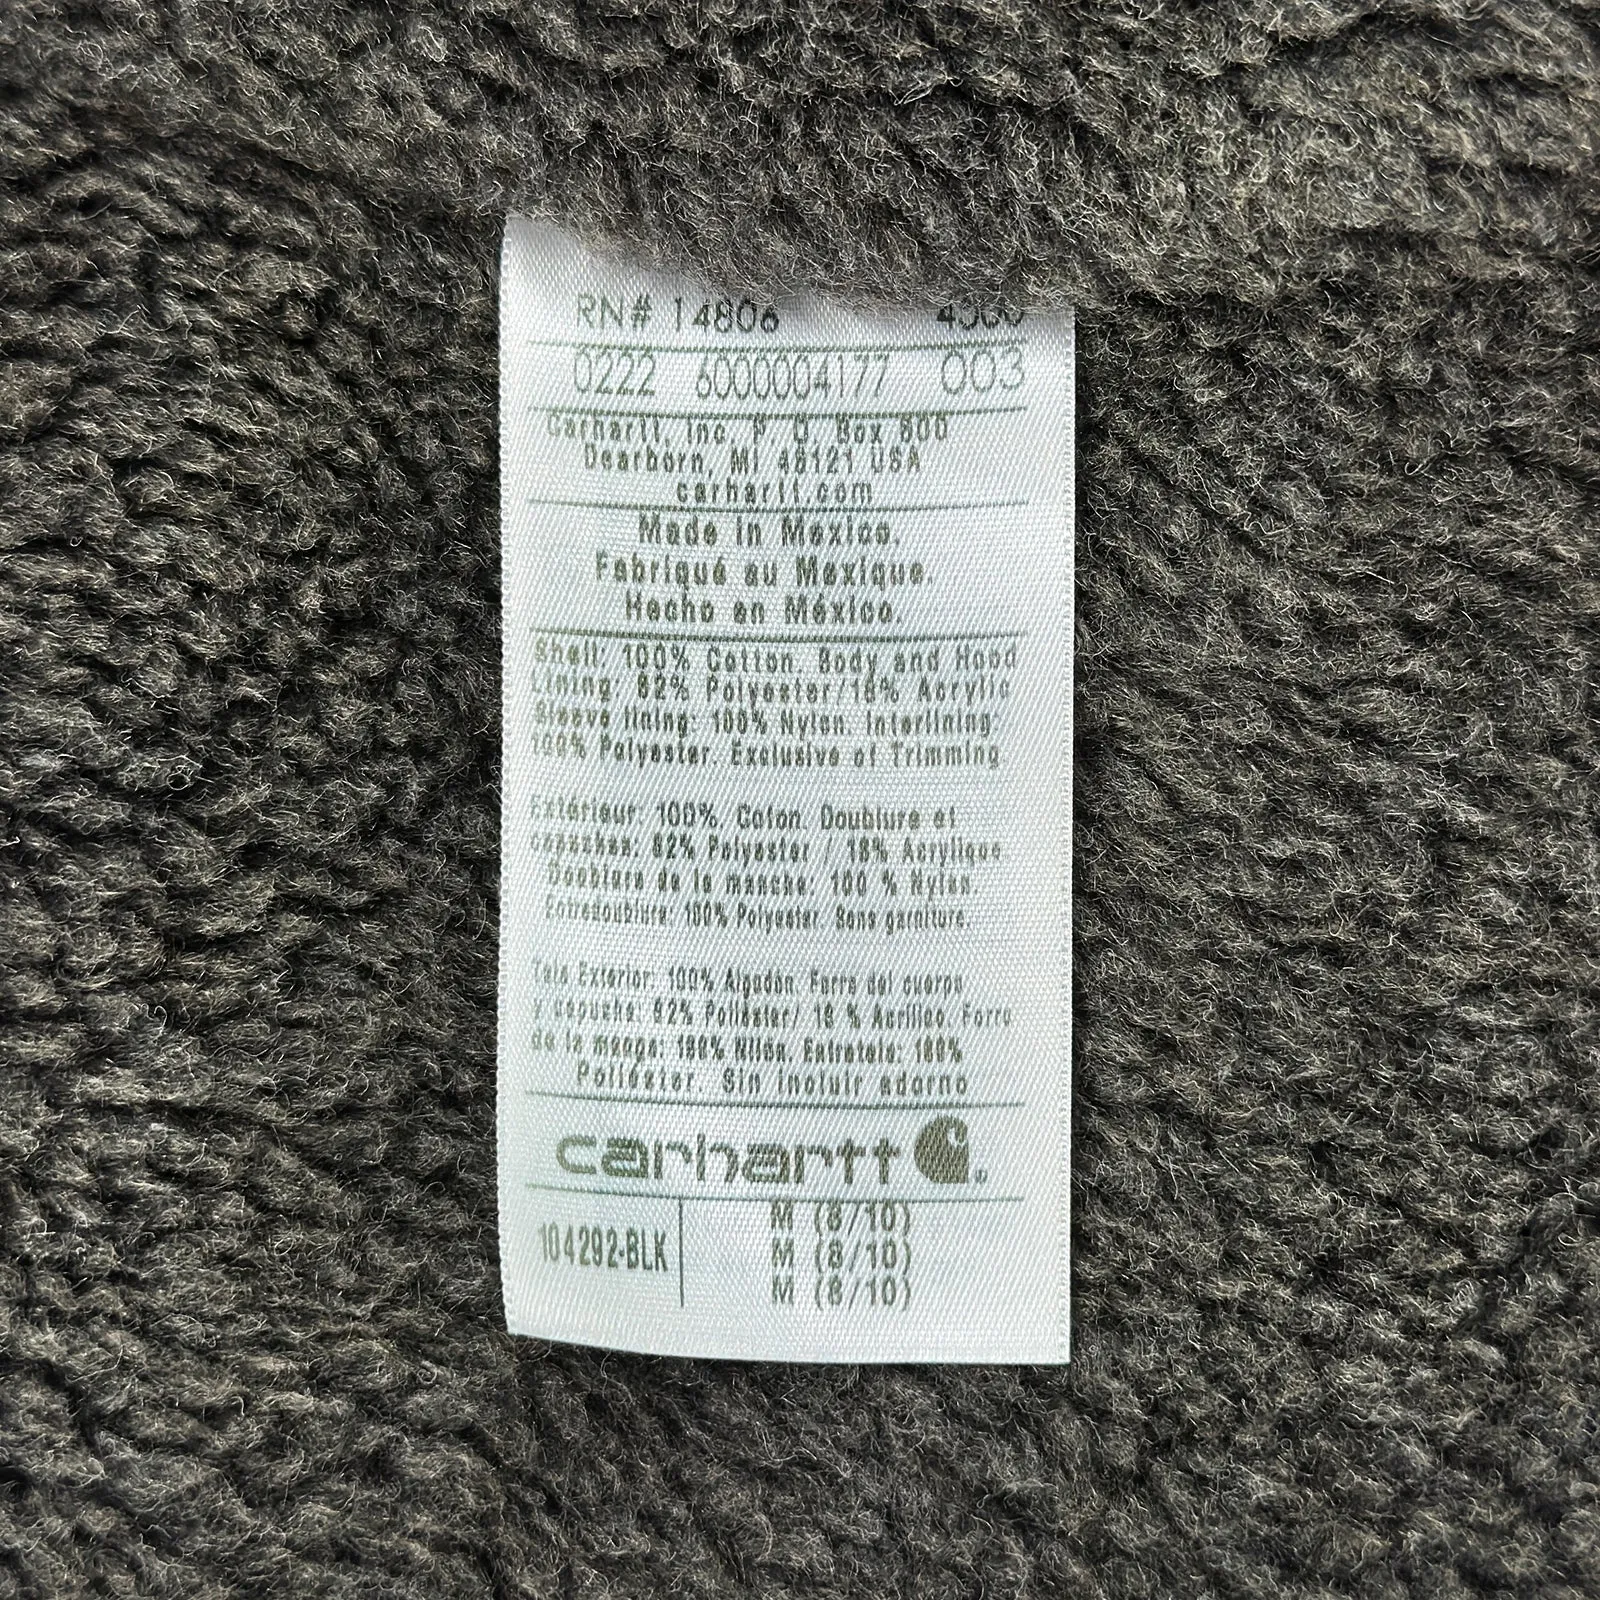 RN# 14806
0222 6000004177 003
Carhartt, Inc. P. O. Box 600
Dearborn, MI 48121 USA
carhartt.com
Made in Mexico.
Fabriqué au Mexique.
Hecho en México.
Shell: 100% Cotton. Body and Hood
Lining: 82% Polyester/18% Acrylic
Sleeve lining: 100% Nylon. Interlining:
100% Polyester. Exclusive of Trimming
Extérieur: 100%. Coton. Doublure et
capuches: 82% Polyester / 18% Acrylique.
Doublure de la manche: 100 % Nylon.
Entredoublure: 100% Polyester. Sans garniture.
Tela Exterior: 100% Algodón. Forro del cuerpo
y capucha: 82% Poliéster/ 18 % Acrílico. Forro
de la manga: 100% Nilón. Entretela: 100%
Poliéster. Sin incluir adorno
carhartt
104292-BLK
M (8/10)
M (8/10)
M (8/10)